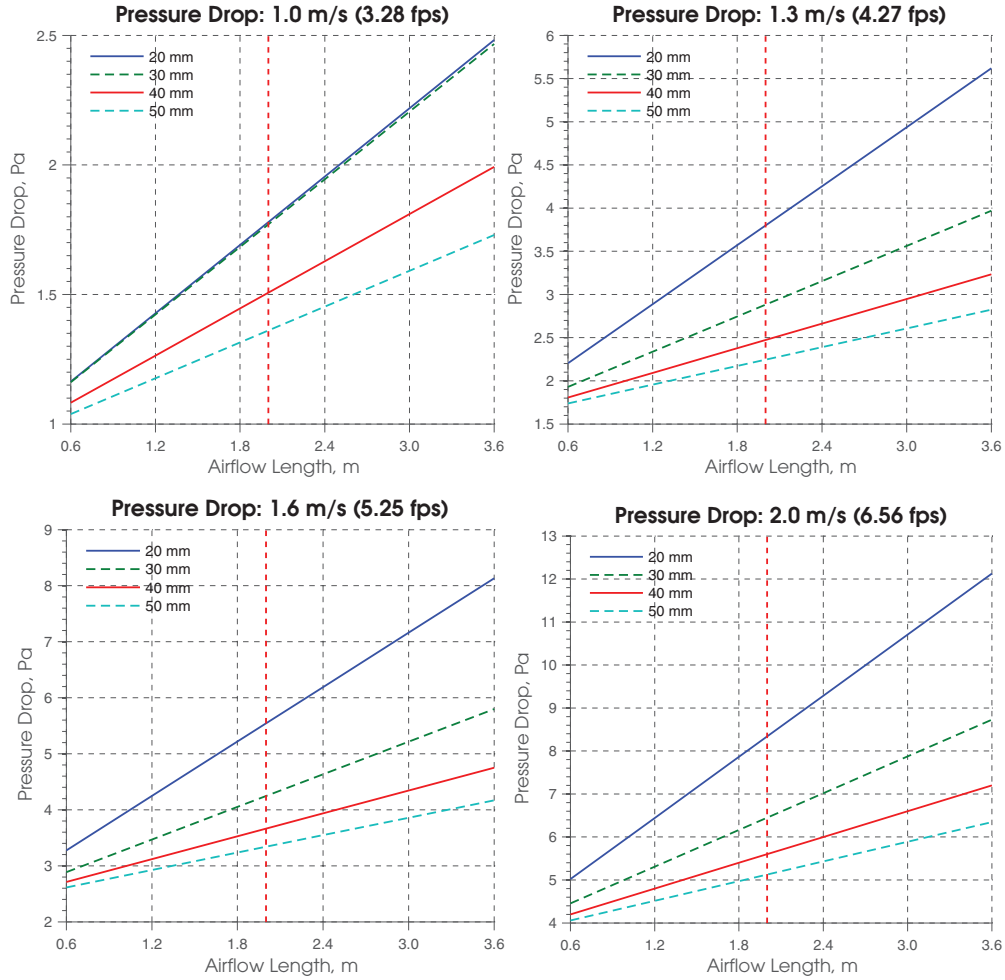 Pressure Drop: 1.0 m/s (3.28 fps)
2.5
2
1.5
1
0.6
1.2
1.8
2.4
3.0
3.6
20 mm
30 mm
40 mm
50 mm
Pressure Drop, Pa
Airflow Length, m
Pressure Drop: 1.3 m/s (4.27 fps)
6
5.5
5
4.5
4
3.5
3
2.5
2
1.5
0.6
1.2
1.8
2.4
3.0
3.6
20 mm
30 mm
40 mm
50 mm
Pressure Drop, Pa
Airflow Length, m
Pressure Drop: 1.6 m/s (5.25 fps)
9
8
7
6
5
4
3
2
0.6
1.2
1.8
2.4
3.0
3.6
20 mm
30 mm
40 mm
50 mm
Pressure Drop, Pa
Airflow Length, m
Pressure Drop: 2.0 m/s (6.56 fps)
13
12
11
10
9
8
7
6
5
4
0.6
1.2
1.8
2.4
3.0
3.6
20 mm
30 mm
40 mm
50 mm
Pressure Drop, Pa
Airflow Length, m